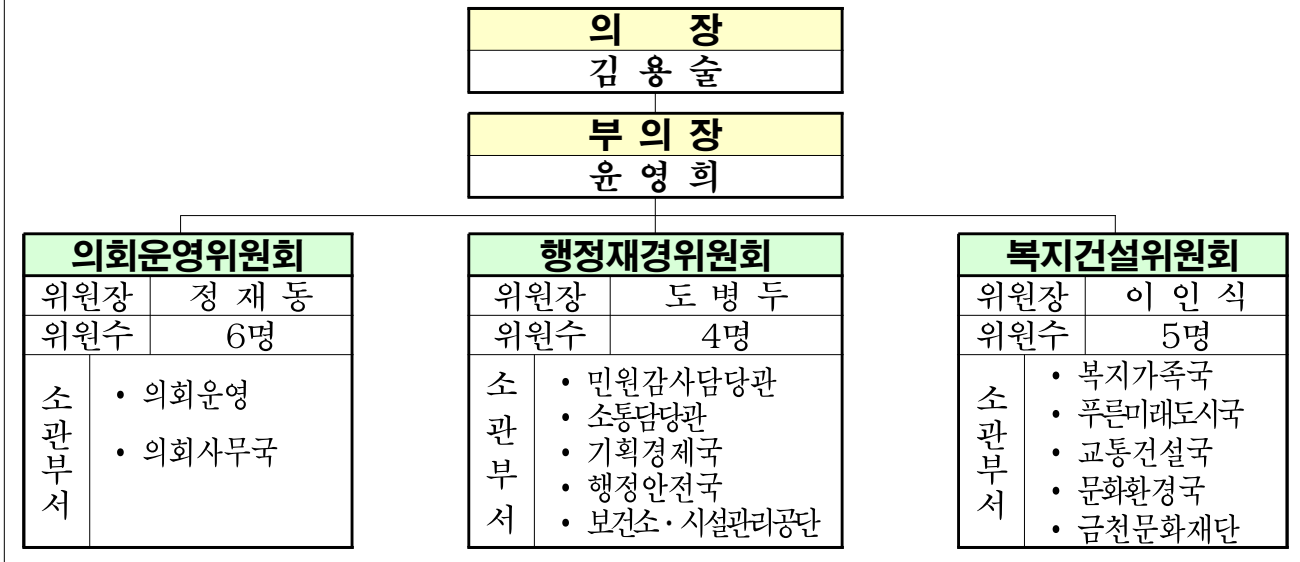 의 장
김 용 술
부 의 장
윤 영 희
의회운영위원회
위원장 정 재 동
위원수 6명
소관부서
• 의회운영
• 의회사무국
행정재경위원회
위원장 도 병 두
위원수 4명
소관부서
• 민원감사담당관
• 소통담당관
• 기획경제국
• 행정안전국
• 보건소·시설관리공단
복지건설위원회
위원장 이 인 식
위원수 5명
소관부서
• 복지가족국
• 푸른미래도시국
• 교통건설국
• 문화환경국
• 금천문화재단